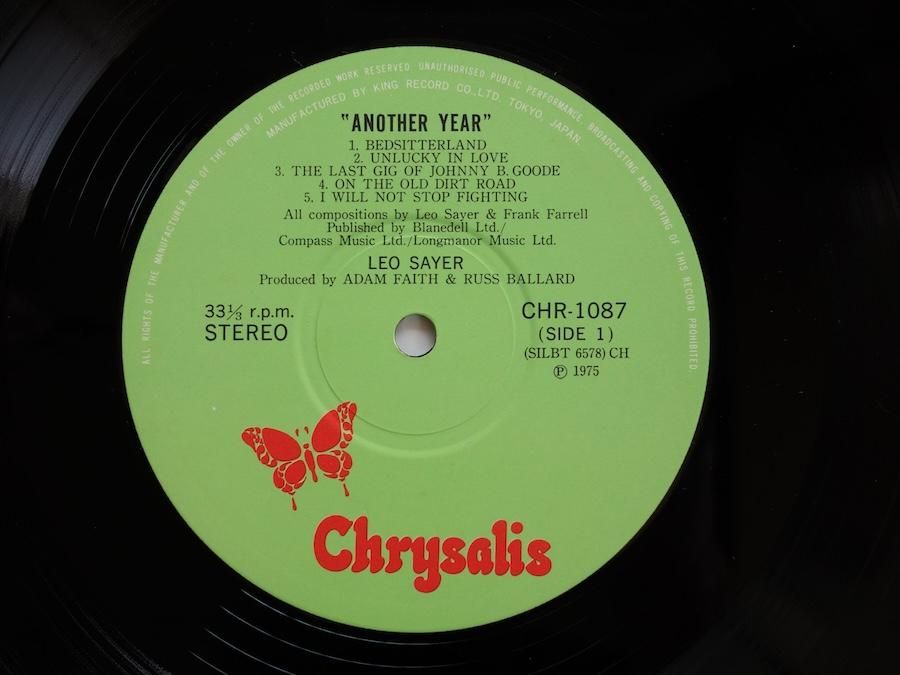 ALL RIGHTS OF THE MANUFACTURER AND OF THE OWNER OF THE RECORDED WORK RESERVED. UNAUTHORISED PUBLIC PERFORMANCE, BROADCASTING AND COPYING OF THIS RECORD PROHIBITED.
MANUFACTURED BY KING RECORD CO., LTD. TOKYO, JAPAN.
"ANOTHER YEAR"
1. BEDSITTERLAND
2. UNLUCKY IN LOVE
3. THE LAST GIG OF JOHNNY B. GOODE
4. ON THE OLD DIRT ROAD
5. I WILL NOT STOP FIGHTING
All compositions by Leo Sayer & Frank Farrell
Published by Blanedell Ltd./
Compass Music Ltd./Longmanor Music Ltd.
LEO SAYER
Produced by ADAM FAITH & RUSS BALLARD
33⅓ r.p.m.
STEREO
CHR-1087
(SIDE 1)
(SILBT 6578) CH
Ⓟ 1975
Chrysalis